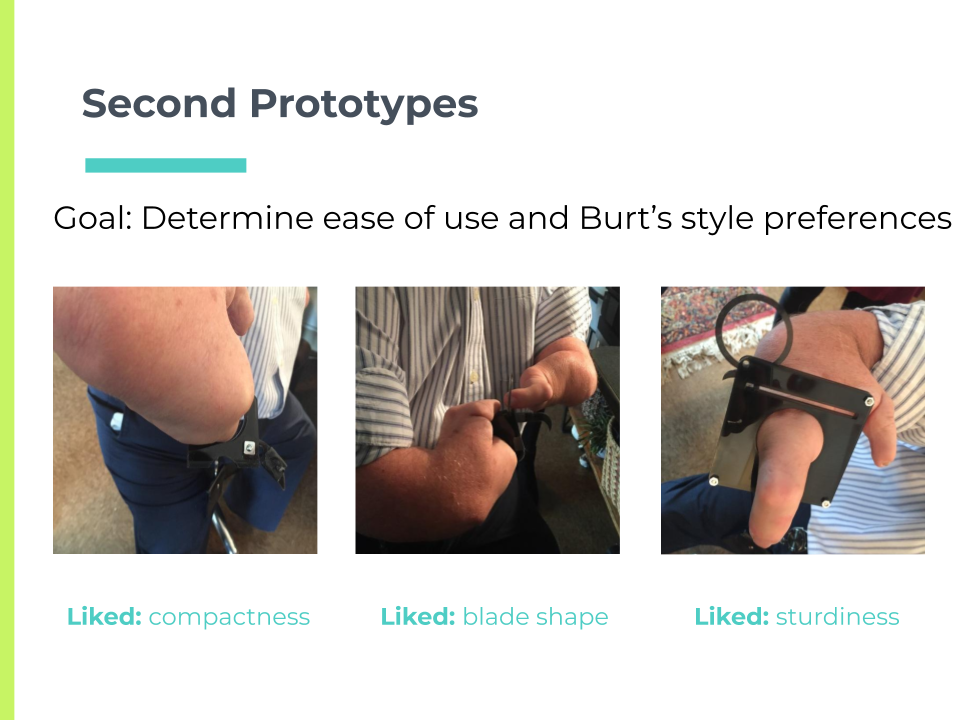 Second Prototypes
Goal: Determine ease of use and Burt’s style preferences
Liked: compactness
Liked: blade shape
Liked: sturdiness